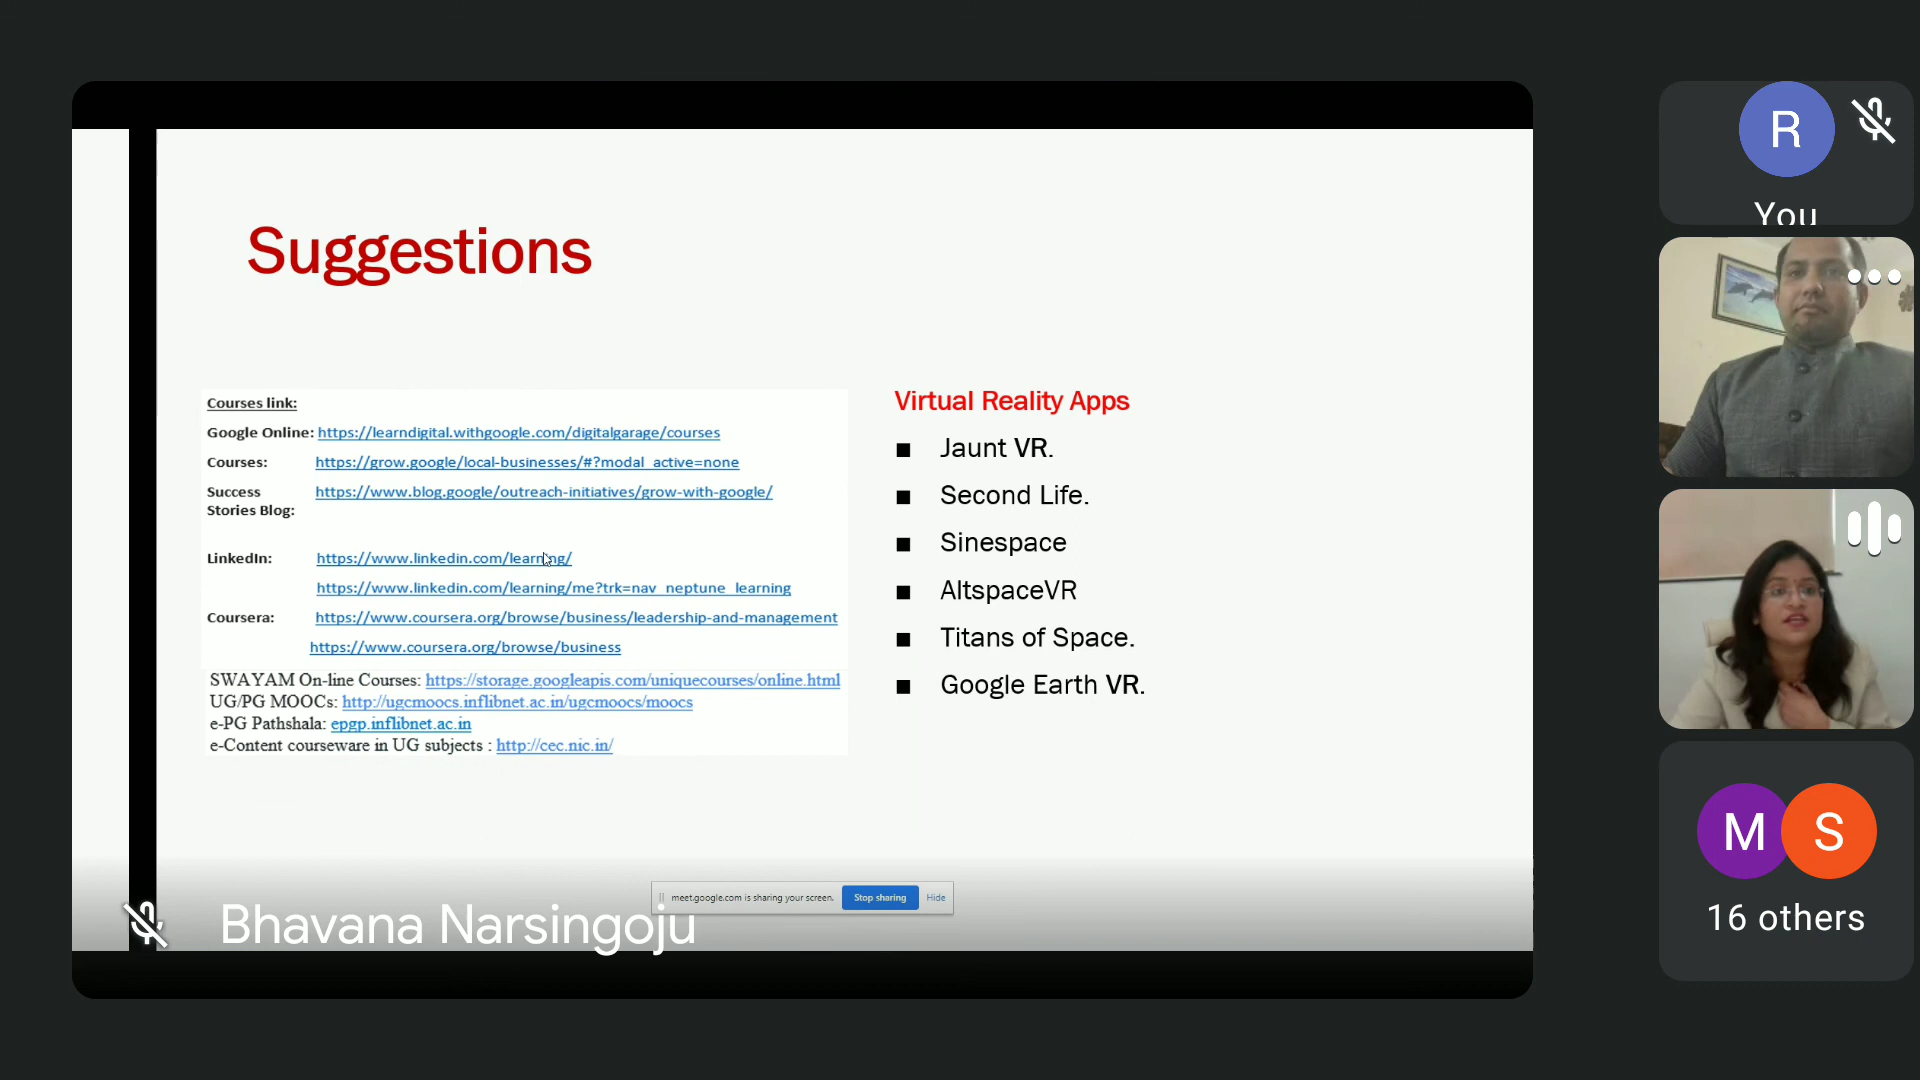 Suggestions
Courses link:
Google Online: https://learndigital.withgoogle.com/digitalgarage/courses
Courses: https://grow.google/local-businesses/#?modal_active=none
Success https://www.blog.google/outreach-initiatives/grow-with-google/
Stories Blog:
LinkedIn: https://www.linkedin.com/learning/
https://www.linkedin.com/learning/me?trk=nav_neptune_learning
Coursera: https://www.coursera.org/browse/business/leadership-and-management
https://www.coursera.org/browse/business
SWAYAM On-line Courses: https://storage.googleapis.com/uniquecourses/online.html
UG/PG MOOCs: http://ugcmoocs.inflibnet.ac.in/ugcmoocs/moocs
e-PG Pathshala: epgp.inflibnet.ac.in
e-Content courseware in UG subjects : http://cec.nic.in/
Virtual Reality Apps
■ Jaunt VR.
■ Second Life.
■ Sinespace
■ AltspaceVR
■ Titans of Space.
■ Google Earth VR.
meet.google.com is sharing your screen. Stop sharing Hide
Bhavana Narsingoju
R
You
M S
16 others